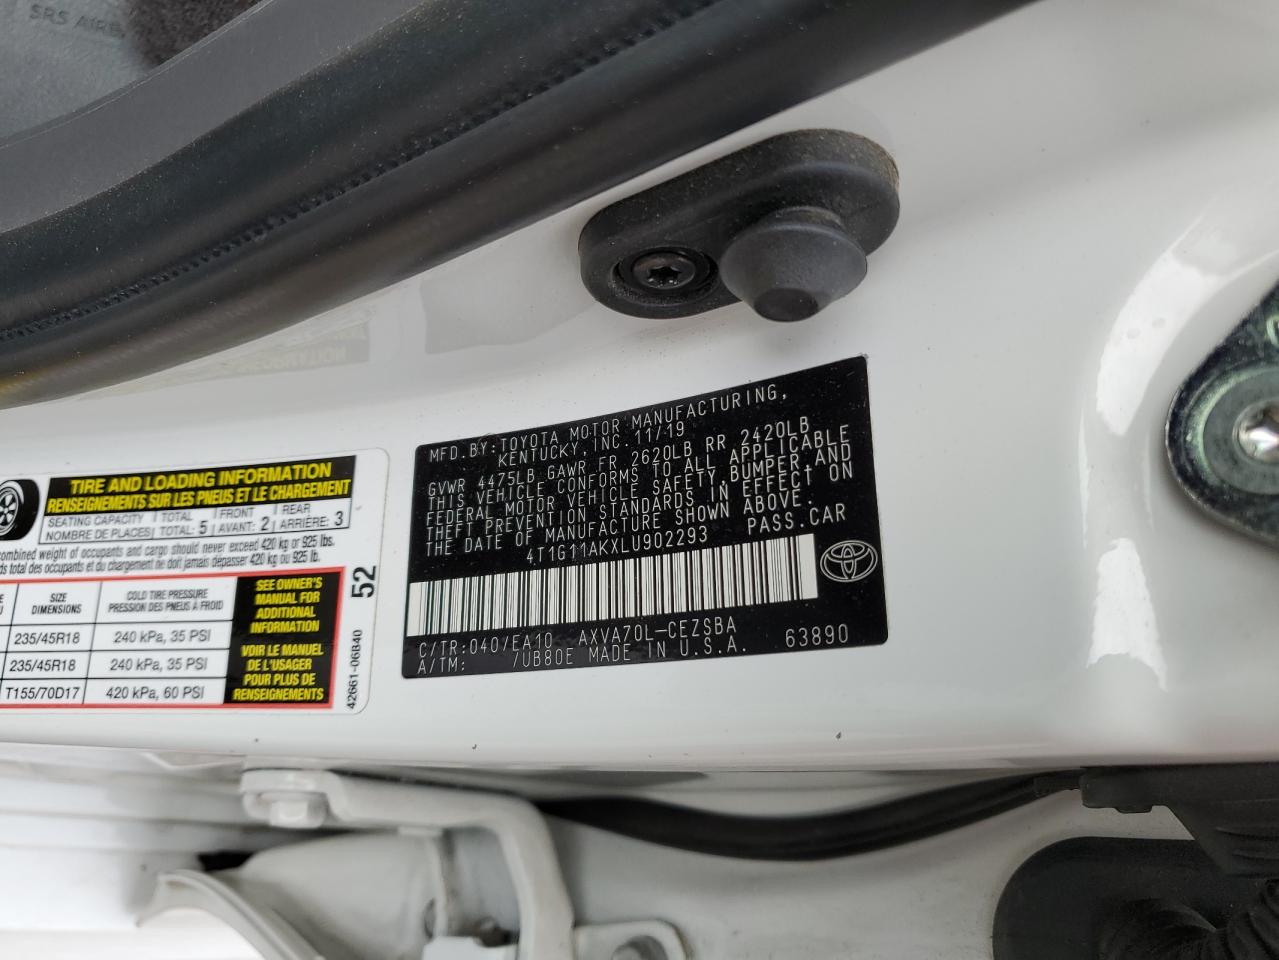 SRS AIRB
TIRE AND LOADING INFORMATION
RENSEIGNEMENTS SUR LES PNEUS ET LE CHARGEMENT
SEATING CAPACITY TOTAL FRONT REAR
NOMBRE DE PLACES TOTAL: 5 AVANT: 2 ARRIÈRE: 3
combined weight of occupants and cargo should never exceed 420 kg or 925 lbs.
total des occupants et du chargement ne doit jamais dépasser 420 kg ou 925 lb.
SIZE COLD TIRE PRESSURE
DIMENSIONS PRESSION DES PNEUS À FROID
235/45R18 240 kPa, 35 PSI
235/45R18 240 kPa, 35 PSI
T155/70D17 420 kPa, 60 PSI
SEE OWNER'S
MANUAL FOR
ADDITIONAL
INFORMATION
VOIR LE MANUEL
DE L'USAGER
POUR PLUS DE
RENSEIGNEMENTS
52
42661-06B40
MFD. BY: TOYOTA MOTOR MANUFACTURING,
KENTUCKY, INC. 11/19
GVWR 4475LB GAWR FR 2620LB RR 2420LB
THIS VEHICLE CONFORMS TO ALL APPLICABLE
FEDERAL MOTOR VEHICLE SAFETY, BUMPER, AND
THEFT PREVENTION STANDARDS IN EFFECT ON
THE DATE OF MANUFACTURE SHOWN ABOVE.
4T1G11AKXLU902293 PASS. CAR
C/TR: 040/EA10 AXVA70L-CEZSBA 63890
A/TM: /UB80E MADE IN U.S.A.